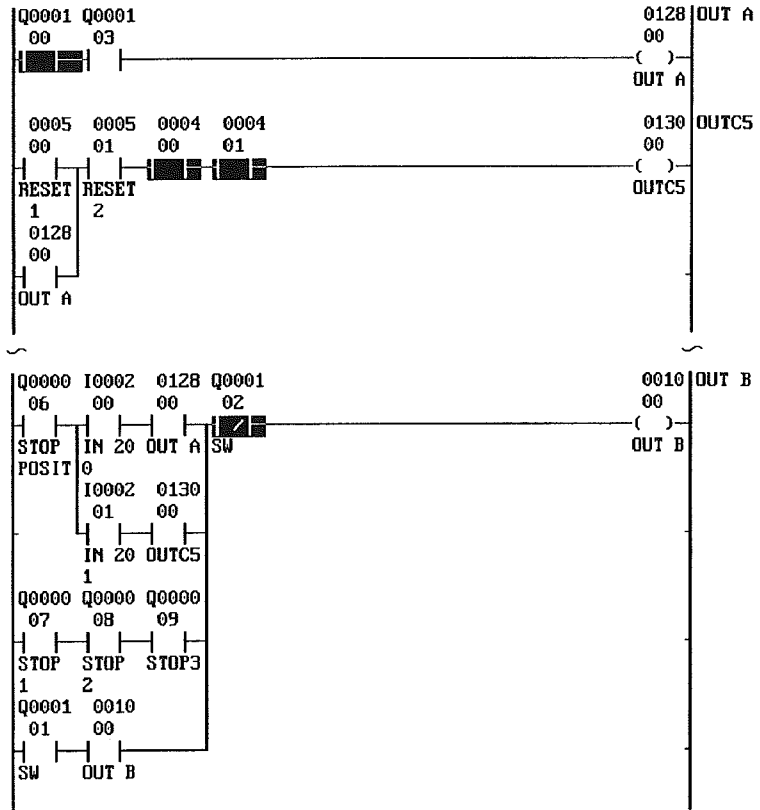 Q0001 Q0001 0128 OUT A
00 03 00
( )
OUT A
0005 0005 0004 0004 0130 OUTC5
00 01 00 01 00
( )
RESET RESET OUTC5
1 2
0128
00
OUT A
Q0000 I0002 0128 Q0001 0010 OUT B
06 00 00 02 00
( )
STOP IN 20 OUT A SW OUT B
POSIT 0
I0002 0130
01 00
IN 20 OUTC5
1
Q0000 Q0000 Q0000
07 08 09
STOP STOP STOP3
1 2
Q0001 0010
01 00
SW OUT B